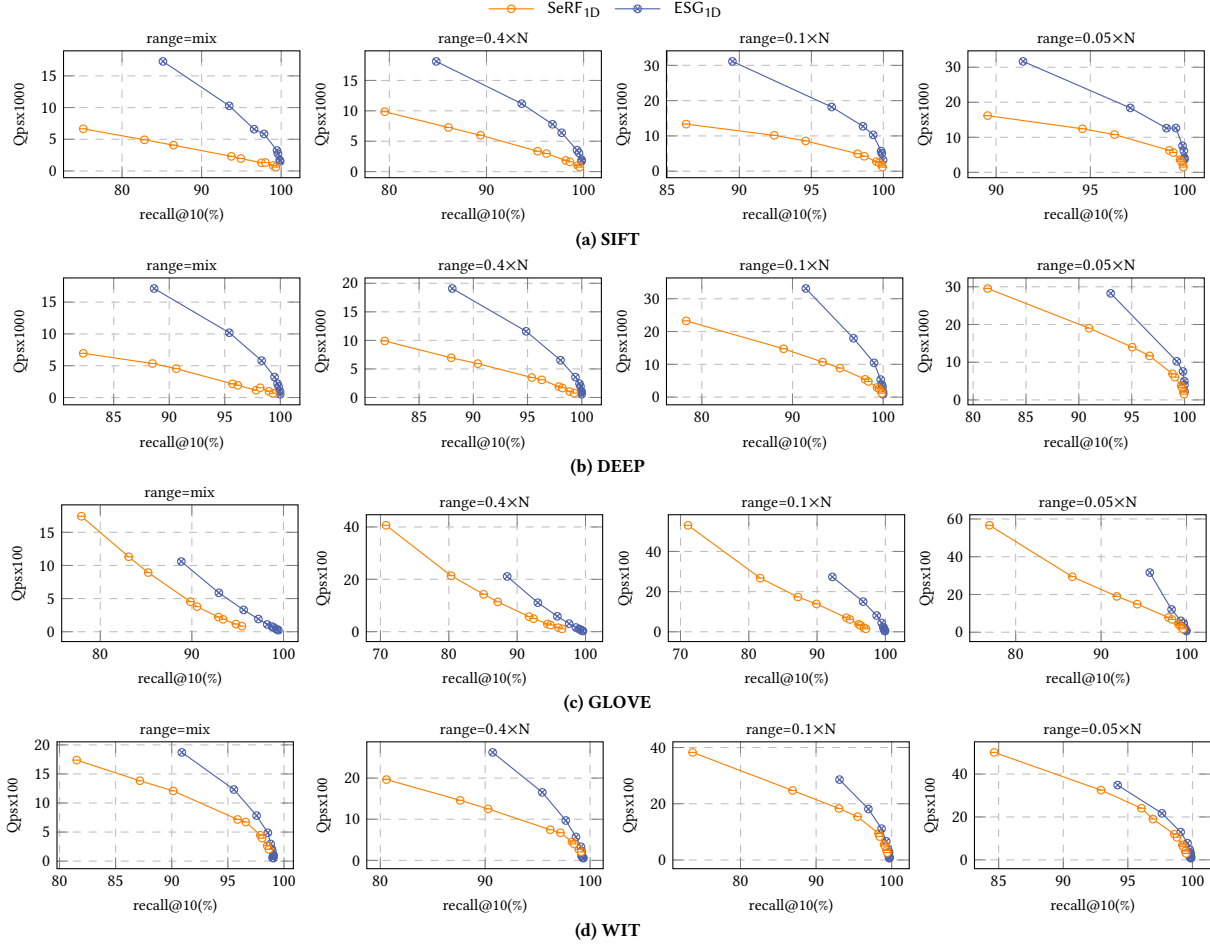 SeRF1D ESG1D
range=mix range=0.4×N range=0.1×N range=0.05×N
Qpsx1000 Qpsx1000 Qpsx1000 Qpsx1000
15 10 5 0 15 10 5 0 30 20 10 0 30 20 10 0
80 90 100 80 90 100 85 90 95 100 90 95 100
recall@10(%) recall@10(%) recall@10(%) recall@10(%)
(a) SIFT
range=mix range=0.4×N range=0.1×N range=0.05×N
Qpsx1000 Qpsx1000 Qpsx1000 Qpsx1000
15 10 5 0 20 15 10 5 0 30 20 10 0 30 20 10 0
85 90 95 100 85 90 95 100 80 90 100 80 85 90 95 100
recall@10(%) recall@10(%) recall@10(%) recall@10(%)
(b) DEEP
range=mix range=0.4×N range=0.1×N range=0.05×N
Qpsx100 Qpsx100 Qpsx100 Qpsx100
15 10 5 0 40 20 0 40 20 0 60 40 20 0
80 90 100 70 80 90 100 70 80 90 100 80 90 100
recall@10(%) recall@10(%) recall@10(%) recall@10(%)
(c) GLOVE
range=mix range=0.4×N range=0.1×N range=0.05×N
Qpsx100 Qpsx100 Qpsx100 Qpsx100
20 15 10 5 0 20 10 0 40 20 0 40 20 0
80 85 90 95 100 80 90 100 80 90 100 85 90 95 100
recall@10(%) recall@10(%) recall@10(%) recall@10(%)
(d) WIT